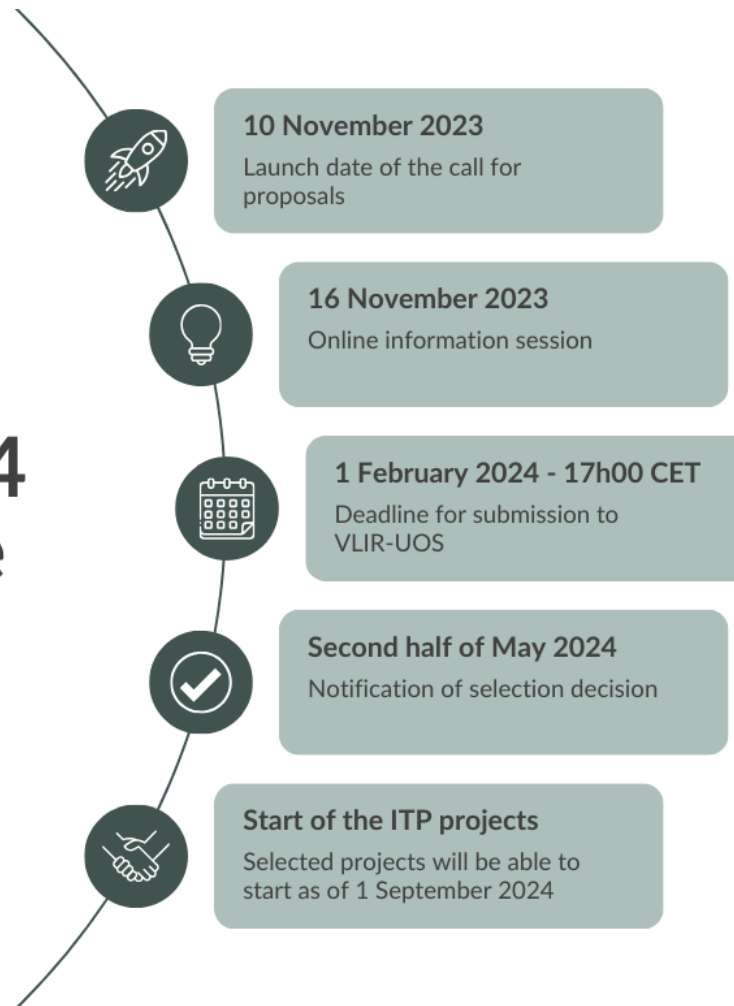 10 November 2023
Launch date of the call for
proposals
16 November 2023
Online information session
4
e
1 February 2024 - 17h00 CET
Deadline for submission to
VLIR-UOS
Second half of May 2024
Notification of selection decision
Start of the ITP projects
Selected projects will be able to
start as of 1 September 2024